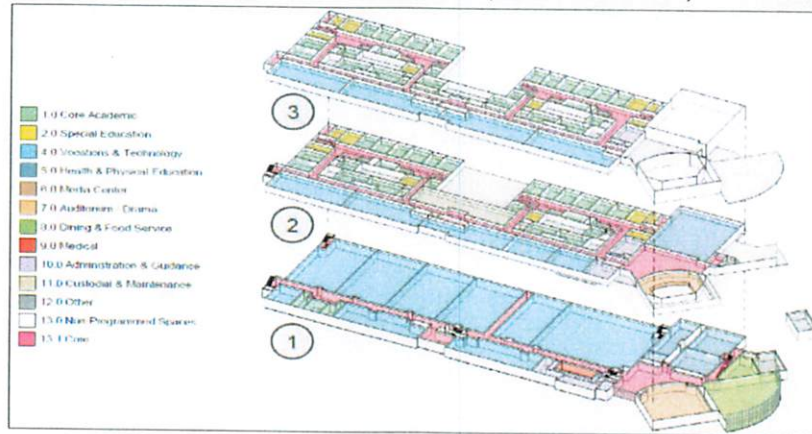 1.0 Core Academic
2.0 Special Education
4.0 Vocations & Technology
5.0 Health & Physical Education
6.0 Media Center
7.0 Auditorium / Drama
8.0 Dining & Food Service
9.0 Medical
10.0 Administration & Guidance
11.0 Custodial & Maintenance
12.0 Other
13.0 Non-Programmed Spaces
13.1 Core
3
2
1